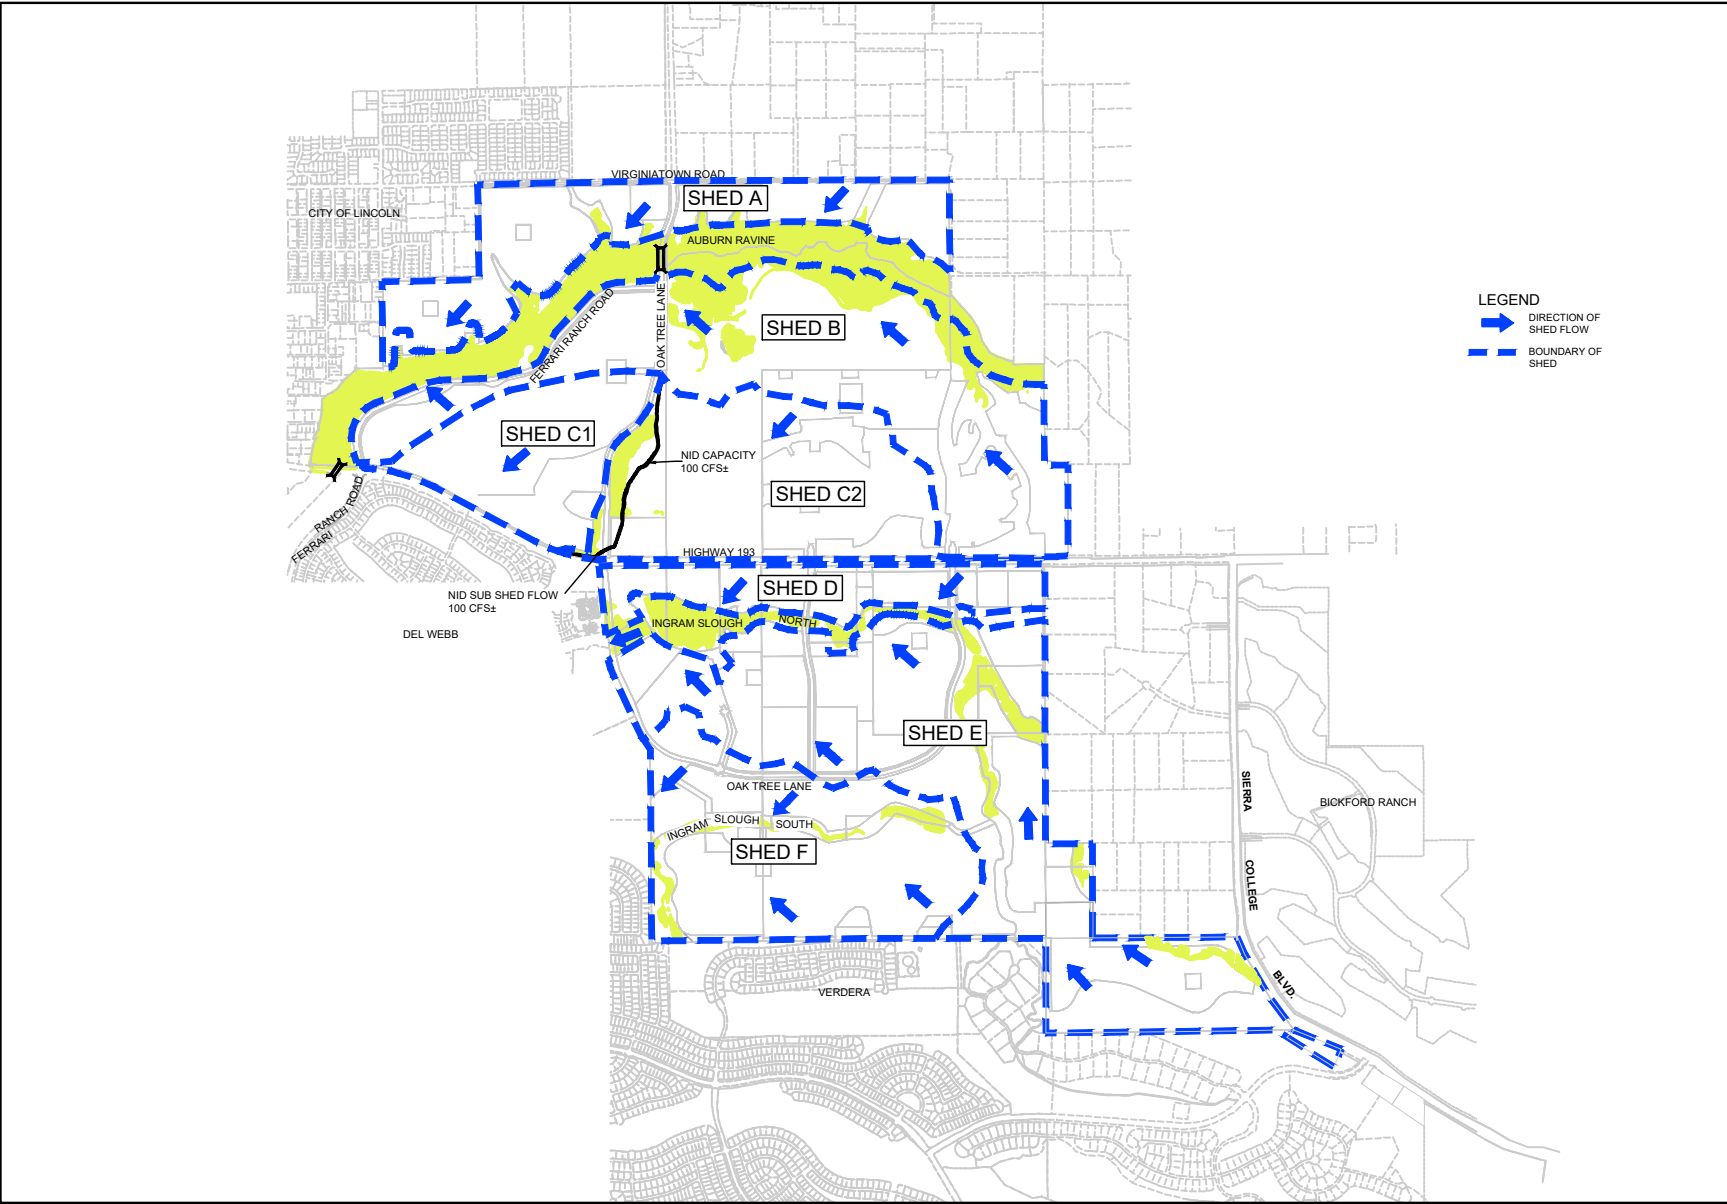 VIRGINIATOWN ROAD
SHED A
CITY OF LINCOLN
AUBURN RAVINE
LEGEND
DIRECTION OF
SHED FLOW
BOUNDARY OF
SHED
OAK TREE LANE
FERRARI RANCH ROAD
SHED B
SHED C1
NID CAPACITY
100 CFS±
SHED C2
FERRARI
RANCH ROAD
HIGHWAY 193
NID SUB SHED FLOW
100 CFS±
SHED D
INGRAM SLOUGH
NORTH
DEL WEBB
SHED E
OAK TREE LANE
INGRAM
SLOUGH
SOUTH
SHED F
SIERRA
COLLEGE
BLVD.
BICKFORD RANCH
VERDERA